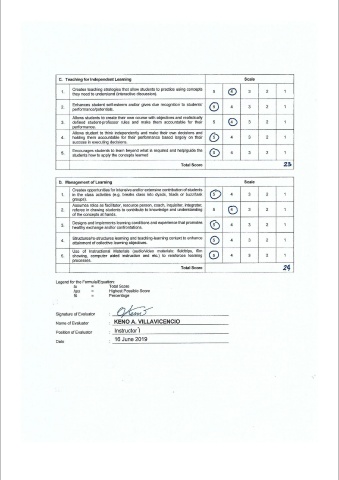 C. Teaching for Independent Learning Scale
1. Creates teaching strategies that allow students to practice using concepts 5 4 3 2 1
they need to understand (interactive discussion).
2. Enhances student self-esteem and/or gives due recognition to students' 5 4 3 2 1
performance/potentials.
3. Allows students to create their own course with objectives and realistically 5 4 3 2 1
defined student-professor rules and make them accountable for their
performance.
4. Allows student to think independently and make their own decisions and 5 4 3 2 1
holding them accountable for their performance based largely on their
success in executing decisions.
5. Encourages students to learn beyond what is required and help/guide the 5 4 3 2 1
students how to apply the concepts learned
Total Score 23
D. Management of Learning Scale
1. Creates opportunities for intensive and/or extensive contribution of students 5 4 3 2 1
in the class activities (e.g. breaks class into dyads, triads or buzz/task
groups).
2. Assumes roles as facilitator, resource person, coach, inquisitor, integrator, 5 4 3 2 1
referee in drawing students to contribute to knowledge and understanding
of the concepts at hands.
3. Designs and implements learning conditions and experience that promotes 5 4 3 2 1
healthy exchange and/or confrontations.
4. Structures/re-structures learning and teaching-learning context to enhance 5 4 3 2 1
attainment of collective learning objectives.
5. Use of Instructional Materials (audio/video materials, fieldtrips, film 5 4 3 2 1
showing, computer aided instruction and etc.) to reinforces learning
processes.
Total Score 24
Legend for the Formula/Equation:
= Total Score
= Highest Possible Score
% = Percentage
Signature of Evaluator :
Name of Evaluator : KENO A. VILLAVICENCIO
Position of Evaluator : Instructor I
Date : 16 June 2019